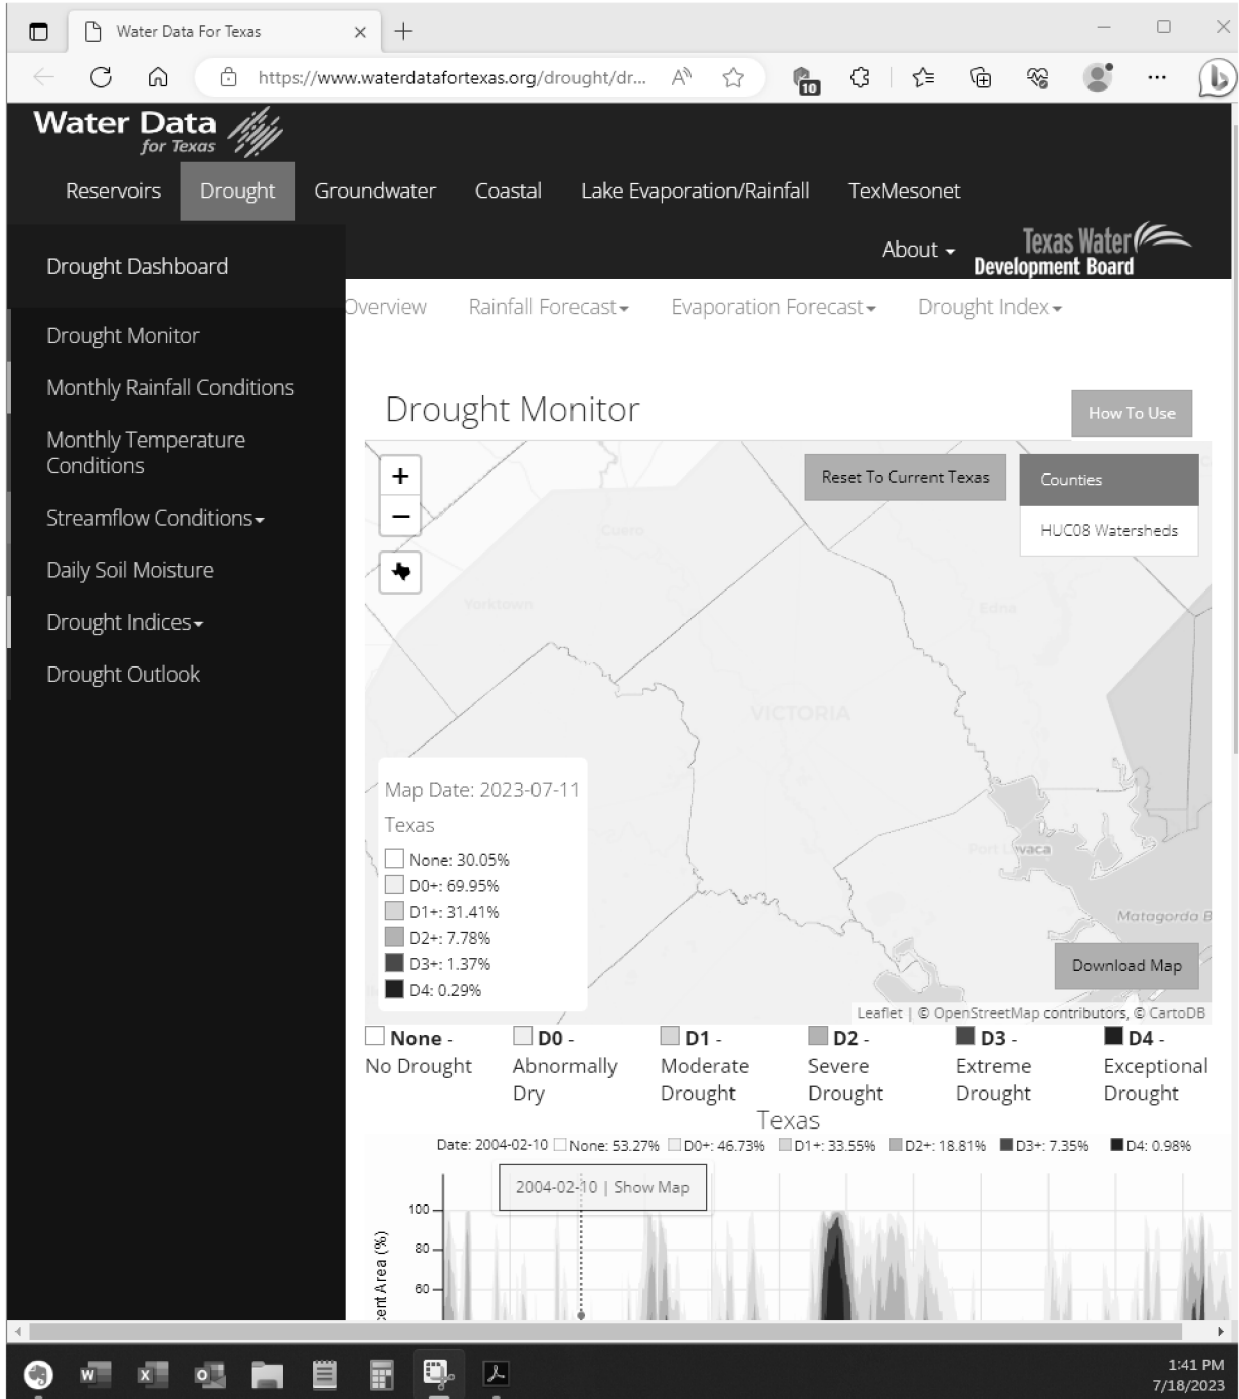 Water Data For Texas
https://www.waterdatafortexas.org/drought/dr...
10
Water Data
for Texas
Reservoirs Drought Groundwater Coastal Lake Evaporation/Rainfall TexMesonet
About
Texas Water
Development Board
Drought Dashboard
Drought Monitor
Monthly Rainfall Conditions
Monthly Temperature
Conditions
Streamflow Conditions
Daily Soil Moisture
Drought Indices
Drought Outlook
Overview Rainfall Forecast Evaporation Forecast Drought Index
Drought Monitor
How To Use
+
−
Reset To Current Texas
Counties
HUC08 Watersheds
Cuero
Yorktown
Edna
VICTORIA
Port Lavaca
Matagorda B
Map Date: 2023-07-11
Texas
None: 30.05%
D0+: 69.95%
D1+: 31.41%
D2+: 7.78%
D3+: 1.37%
D4: 0.29%
Download Map
Leaflet | © OpenStreetMap contributors, © CartoDB
None - D0 - D1 - D2 - D3 - D4 -
No Drought Abnormally Moderate Severe Extreme Exceptional
Dry Drought Drought Drought Drought
Texas
Date: 2004-02-10 None: 53.27% D0+: 46.73% D1+: 33.55% D2+: 18.81% D3+: 7.35% D4: 0.98%
2004-02-10 | Show Map
100
80
60
cent Area (%)
1:41 PM
7/18/2023